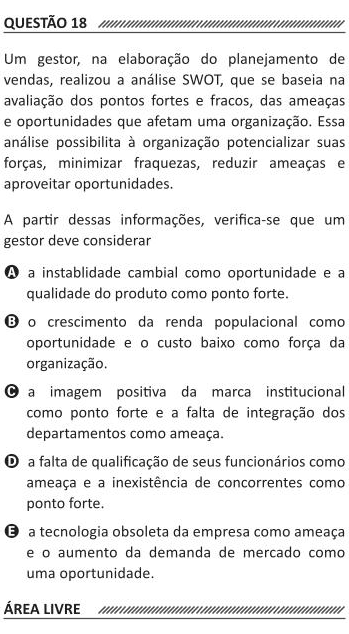 QUESTÃO 18
Um gestor, na elaboração do planejamento de
vendas, realizou a análise SWOT, que se baseia na
avaliação dos pontos fortes e fracos, das ameaças
e oportunidades que afetam uma organização. Essa
análise possibilita à organização potencializar suas
forças, minimizar fraquezas, reduzir ameaças e
aproveitar oportunidades.
A partir dessas informações, verifica-se que um
gestor deve considerar
A a instablidade cambial como oportunidade e a
qualidade do produto como ponto forte.
B o crescimento da renda populacional como
oportunidade e o custo baixo como força da
organização.
C a imagem positiva da marca institucional
como ponto forte e a falta de integração dos
departamentos como ameaça.
D a falta de qualificação de seus funcionários como
ameaça e a inexistência de concorrentes como
ponto forte.
E a tecnologia obsoleta da empresa como ameaça
e o aumento da demanda de mercado como
uma oportunidade.
ÁREA LIVRE